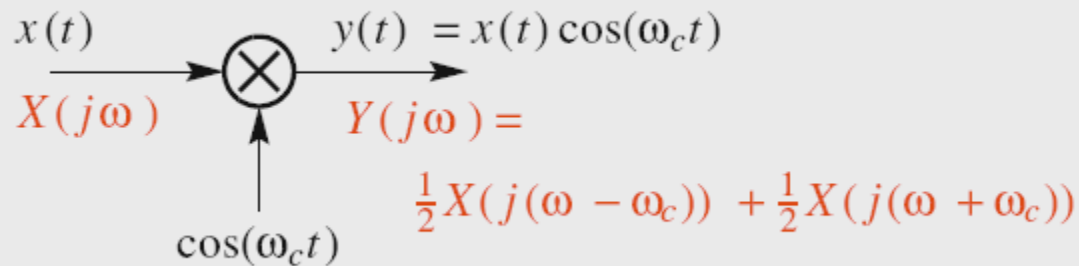 x(t) y(t) = x(t) cos(ω_c t)
X(jω) Y(jω) =
½X(j(ω − ω_c)) + ½X(j(ω + ω_c))
cos(ω_c t)